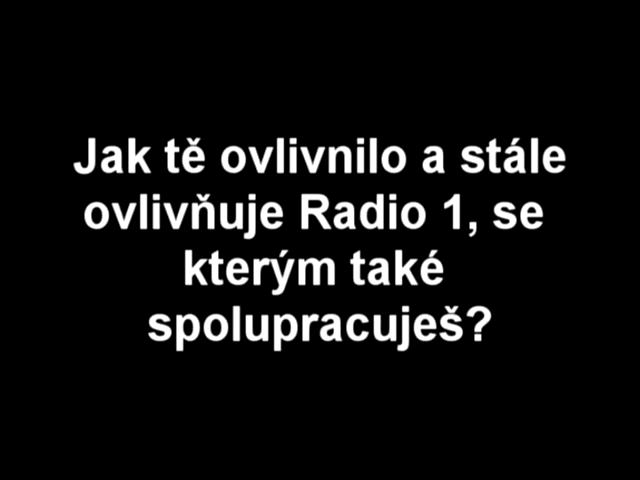 Jak tě ovlivnilo a stále
ovlivňuje Radio 1, se
kterým také
spolupracuješ?